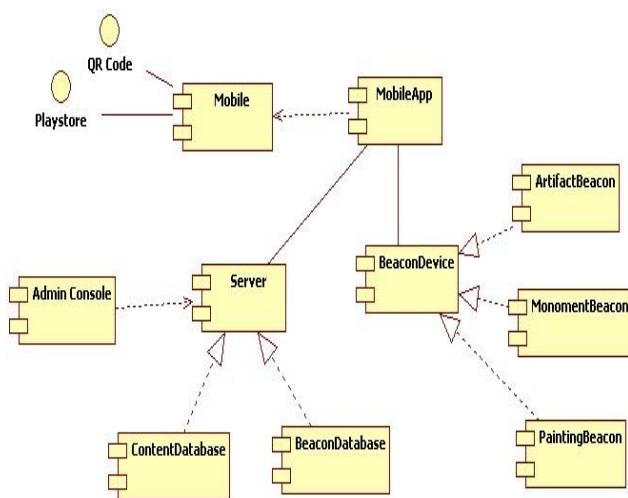 QR Code
Playstore
Mobile
MobileApp
ArtifactBeacon
Admin Console
Server
BeaconDevice
MonomentBeacon
ContentDatabase
BeaconDatabase
PaintingBeacon